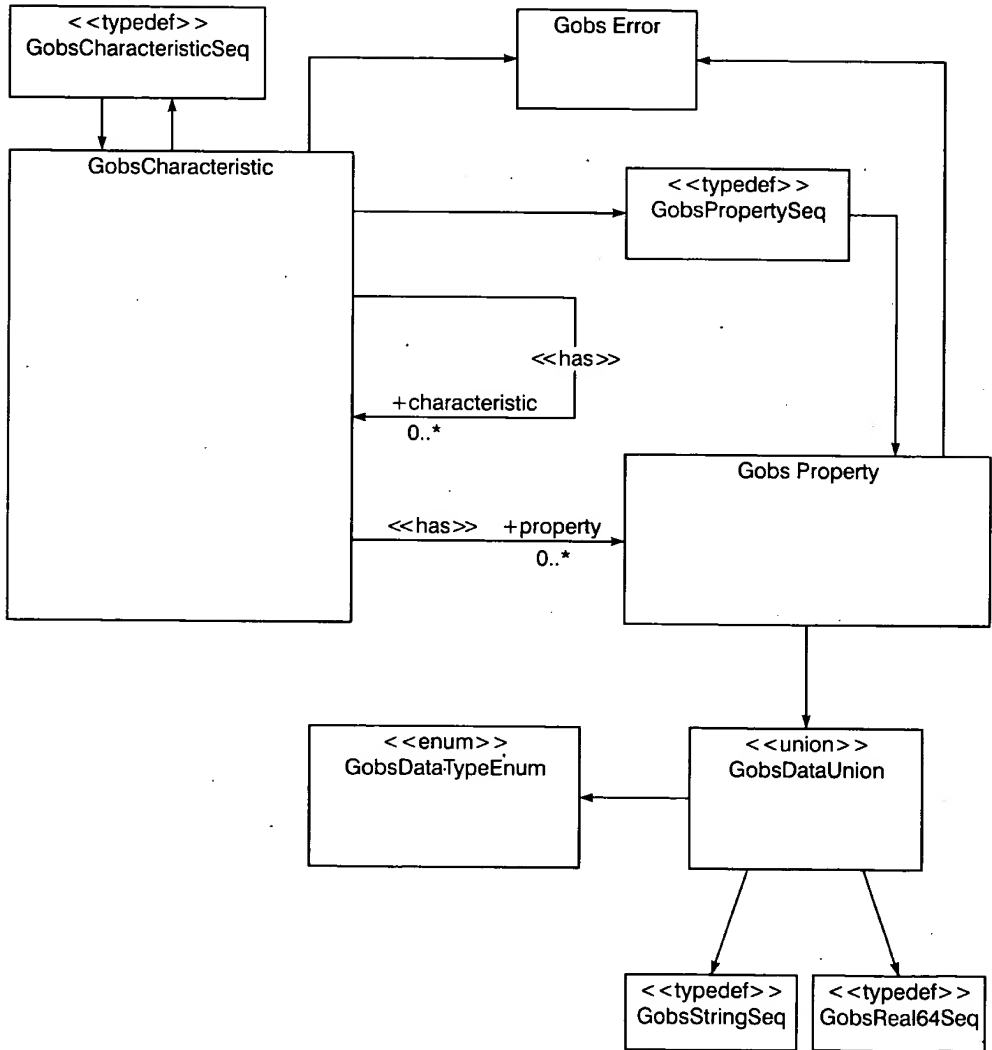 <<typedef>>
GobsCharacteristicSeq
Gobs Error
GobsCharacteristic
<<typedef>>
GobsPropertySeq
<<has>>
+characteristic
0..*
Gobs Property
<<has>> +property
0..*
<<enum>>
GobsDataTypeEnum
<<union>>
GobsDataUnion
<<typedef>>
GobsStringSeq
<<typedef>>
GobsReal64Seq